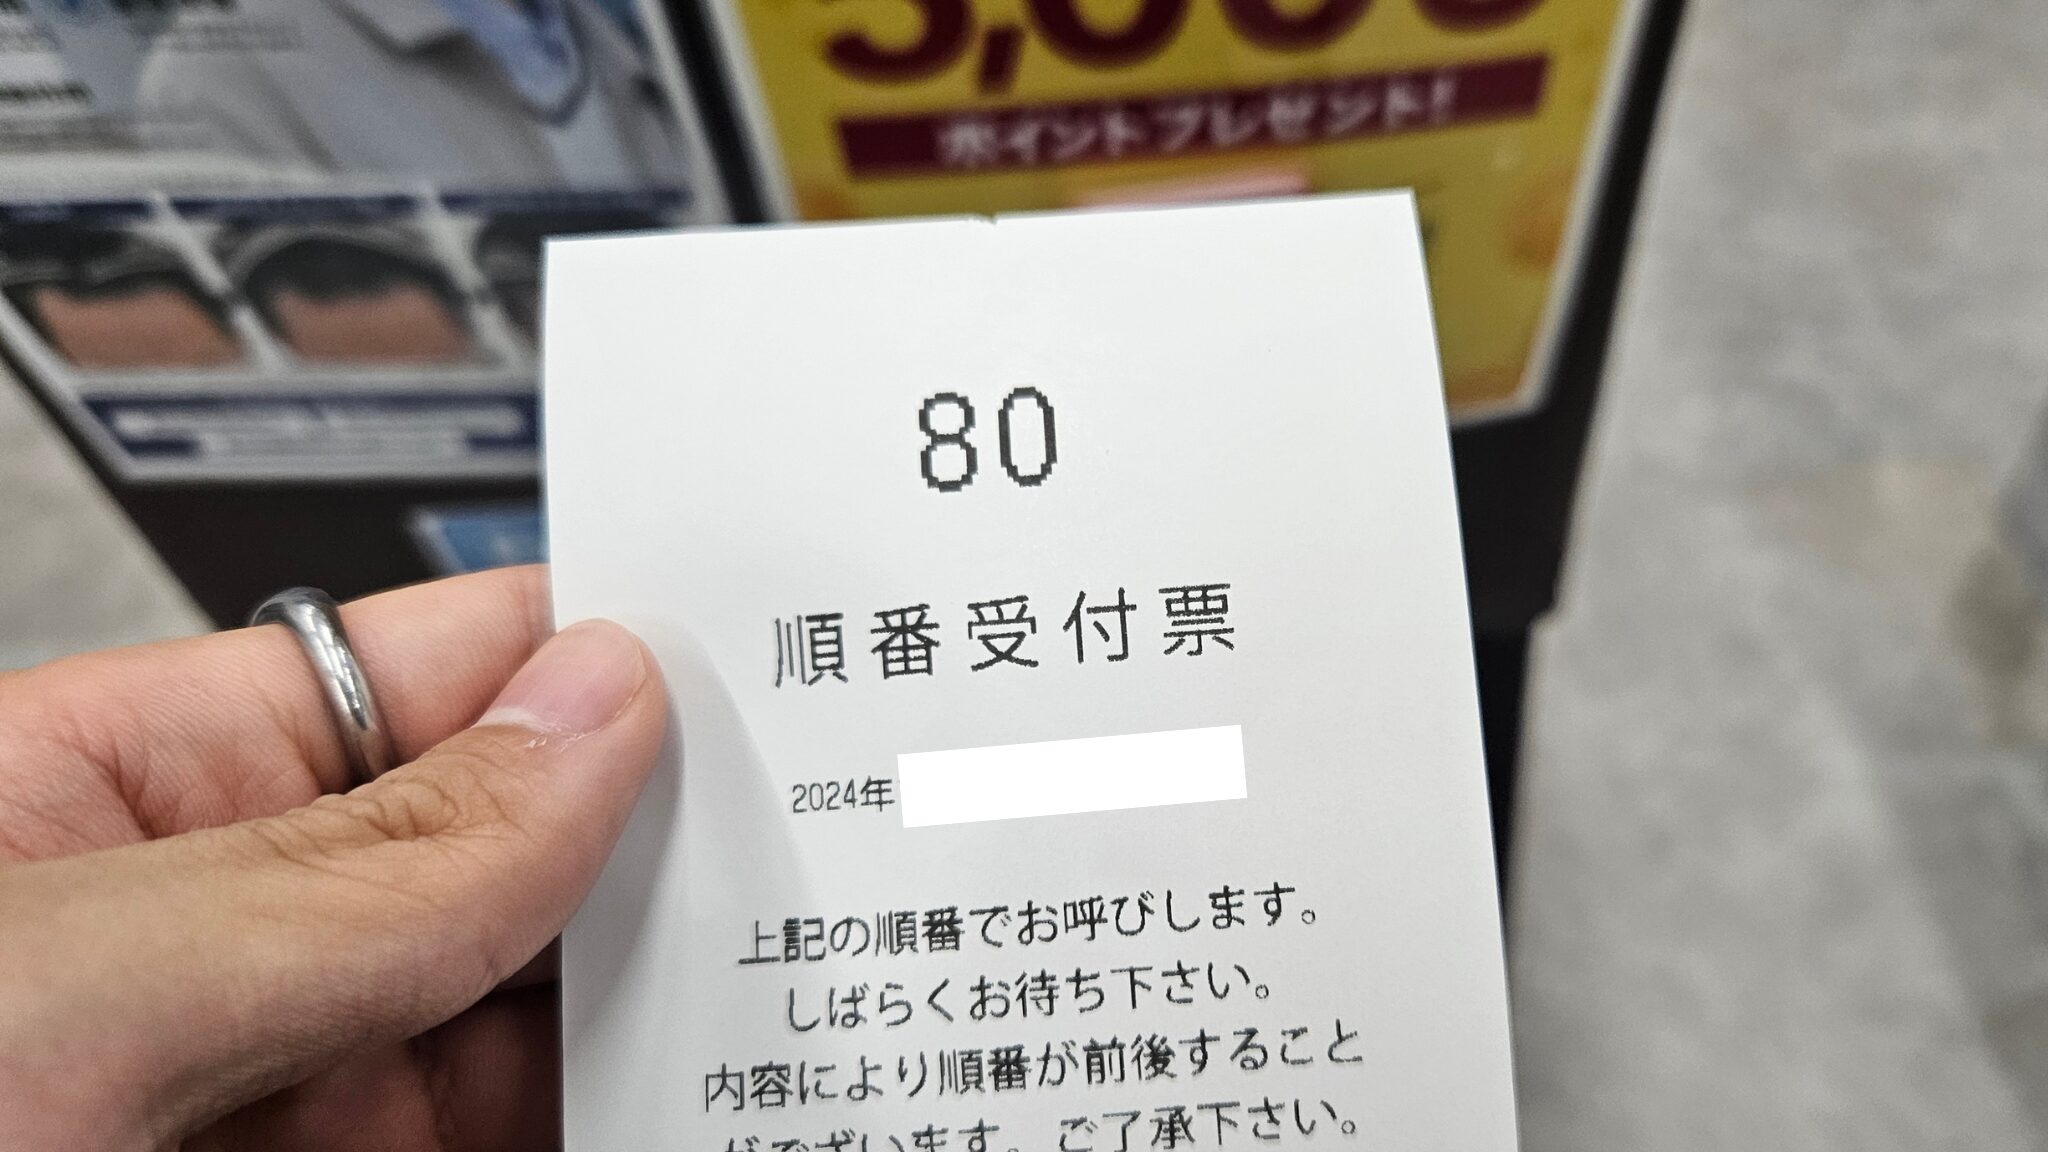 ポイントプレゼント!
80
順番受付票
2024年
上記の順番でお呼びします。
しばらくお待ち下さい。
内容により順番が前後すること
がございます。ご了承下さい。